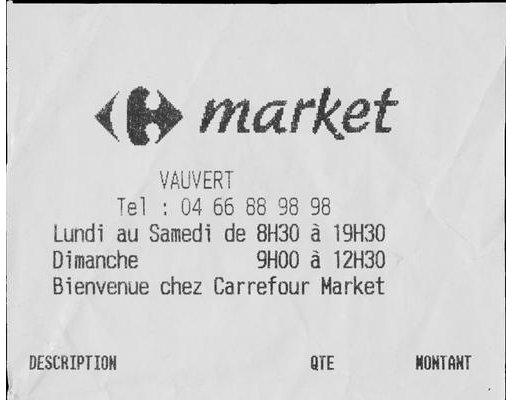 market
VAUVERT
Tel : 04 66 88 98 98
Lundi au Samedi de 8H30 à 19H30
Dimanche 9H00 à 12H30
Bienvenue chez Carrefour Market
DESCRIPTION QTE MONTANT